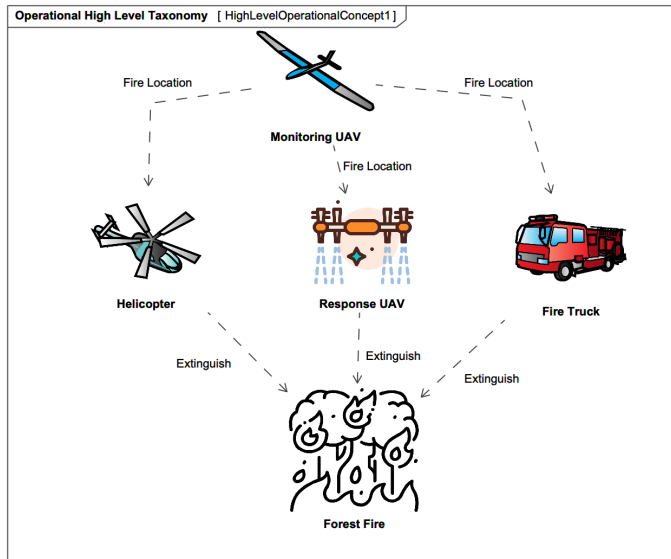 Operational High Level Taxonomy [ HighLevelOperationalConcept1 ]
Fire Location
Fire Location
Monitoring UAV
Fire Location
Helicopter
Response UAV
Fire Truck
Extinguish
Extinguish
Extinguish
Forest Fire